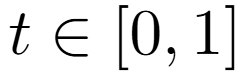 t ∈ [0, 1]